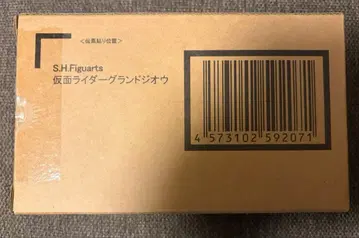 <伝票貼り位置>
S.H.Figuarts
仮面ライダーグランドジオウ
4 573102 592071